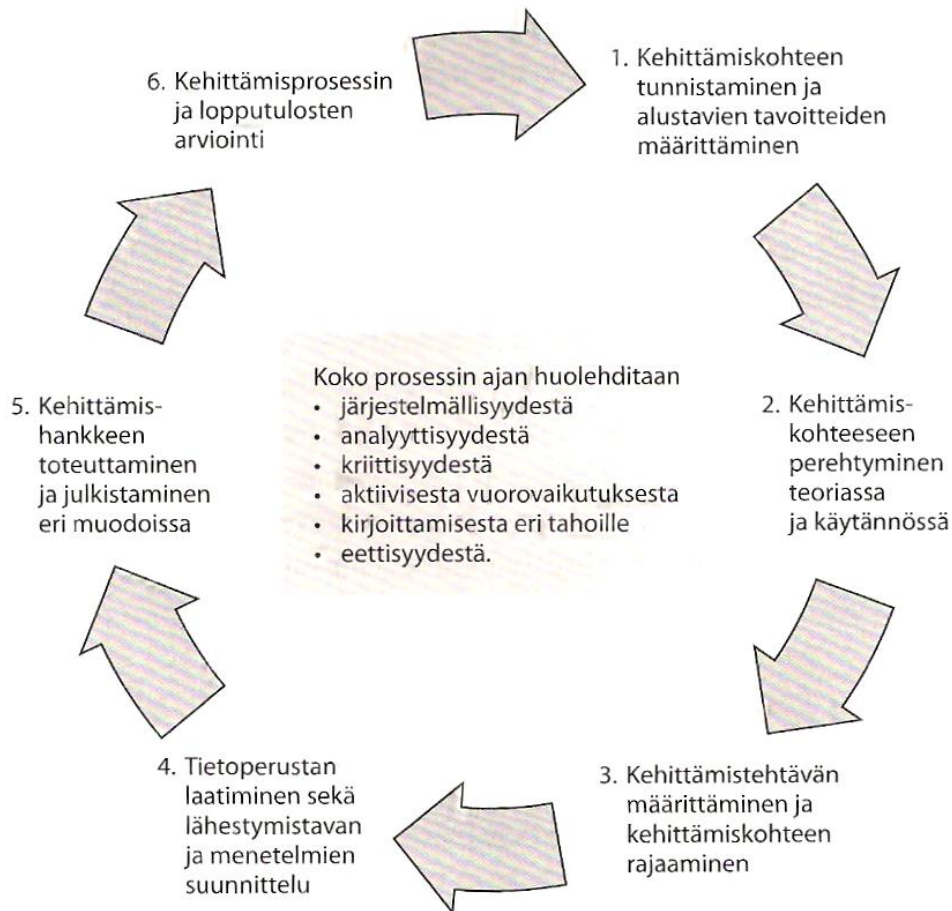 1. Kehittämiskohteen
tunnistaminen ja
alustavien tavoitteiden
määrittäminen
2. Kehittämis-
kohteeseen
perehtyminen
teoriassa
ja käytännössä
3. Kehittämistehtävän
määrittäminen ja
kehittämiskohteen
rajaaminen
4. Tietoperustan
laatiminen sekä
lähestymistavan
ja menetelmien
suunnittelu
5. Kehittämis-
hankkeen
toteuttaminen
ja julkistaminen
eri muodoissa
6. Kehittämisprosessin
ja lopputulosten
arviointi
Koko prosessin ajan huolehditaan
• järjestelmällisyydestä
• analyyttisyydestä
• kriittisyydestä
• aktiivisesta vuorovaikutuksesta
• kirjoittamisesta eri tahoille
• eettisyydestä.